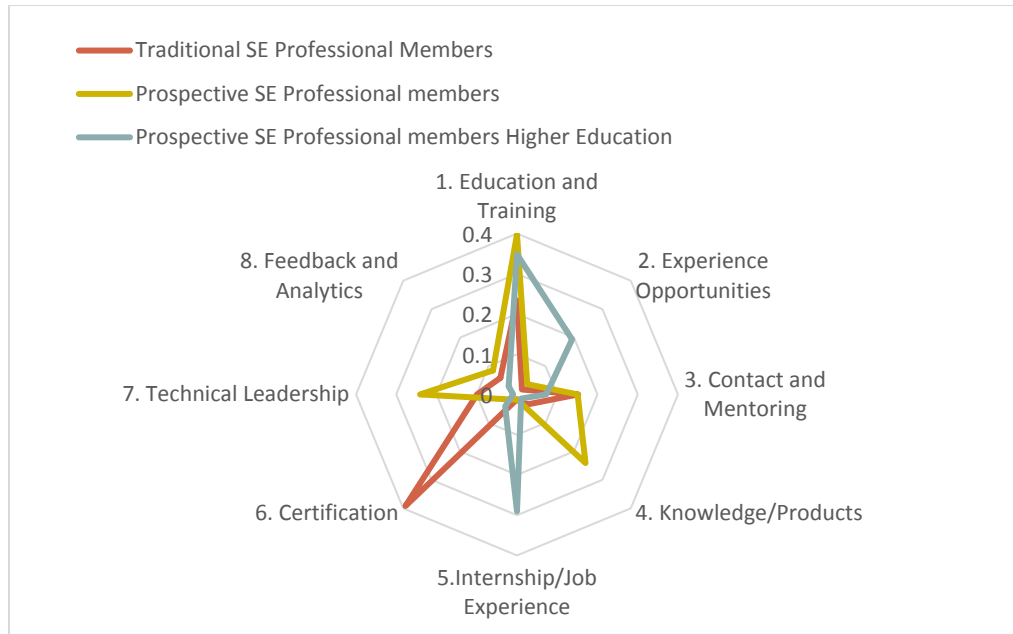 Traditional SE Professional Members
Prospective SE Professional members
Prospective SE Professional members Higher Education
1. Education and
Training
0.4
8. Feedback and
Analytics
2. Experience
Opportunities
0.3
0.2
0.1
0
7. Technical Leadership
3. Contact and
Mentoring
6. Certification
4. Knowledge/Products
5.Internship/Job
Experience